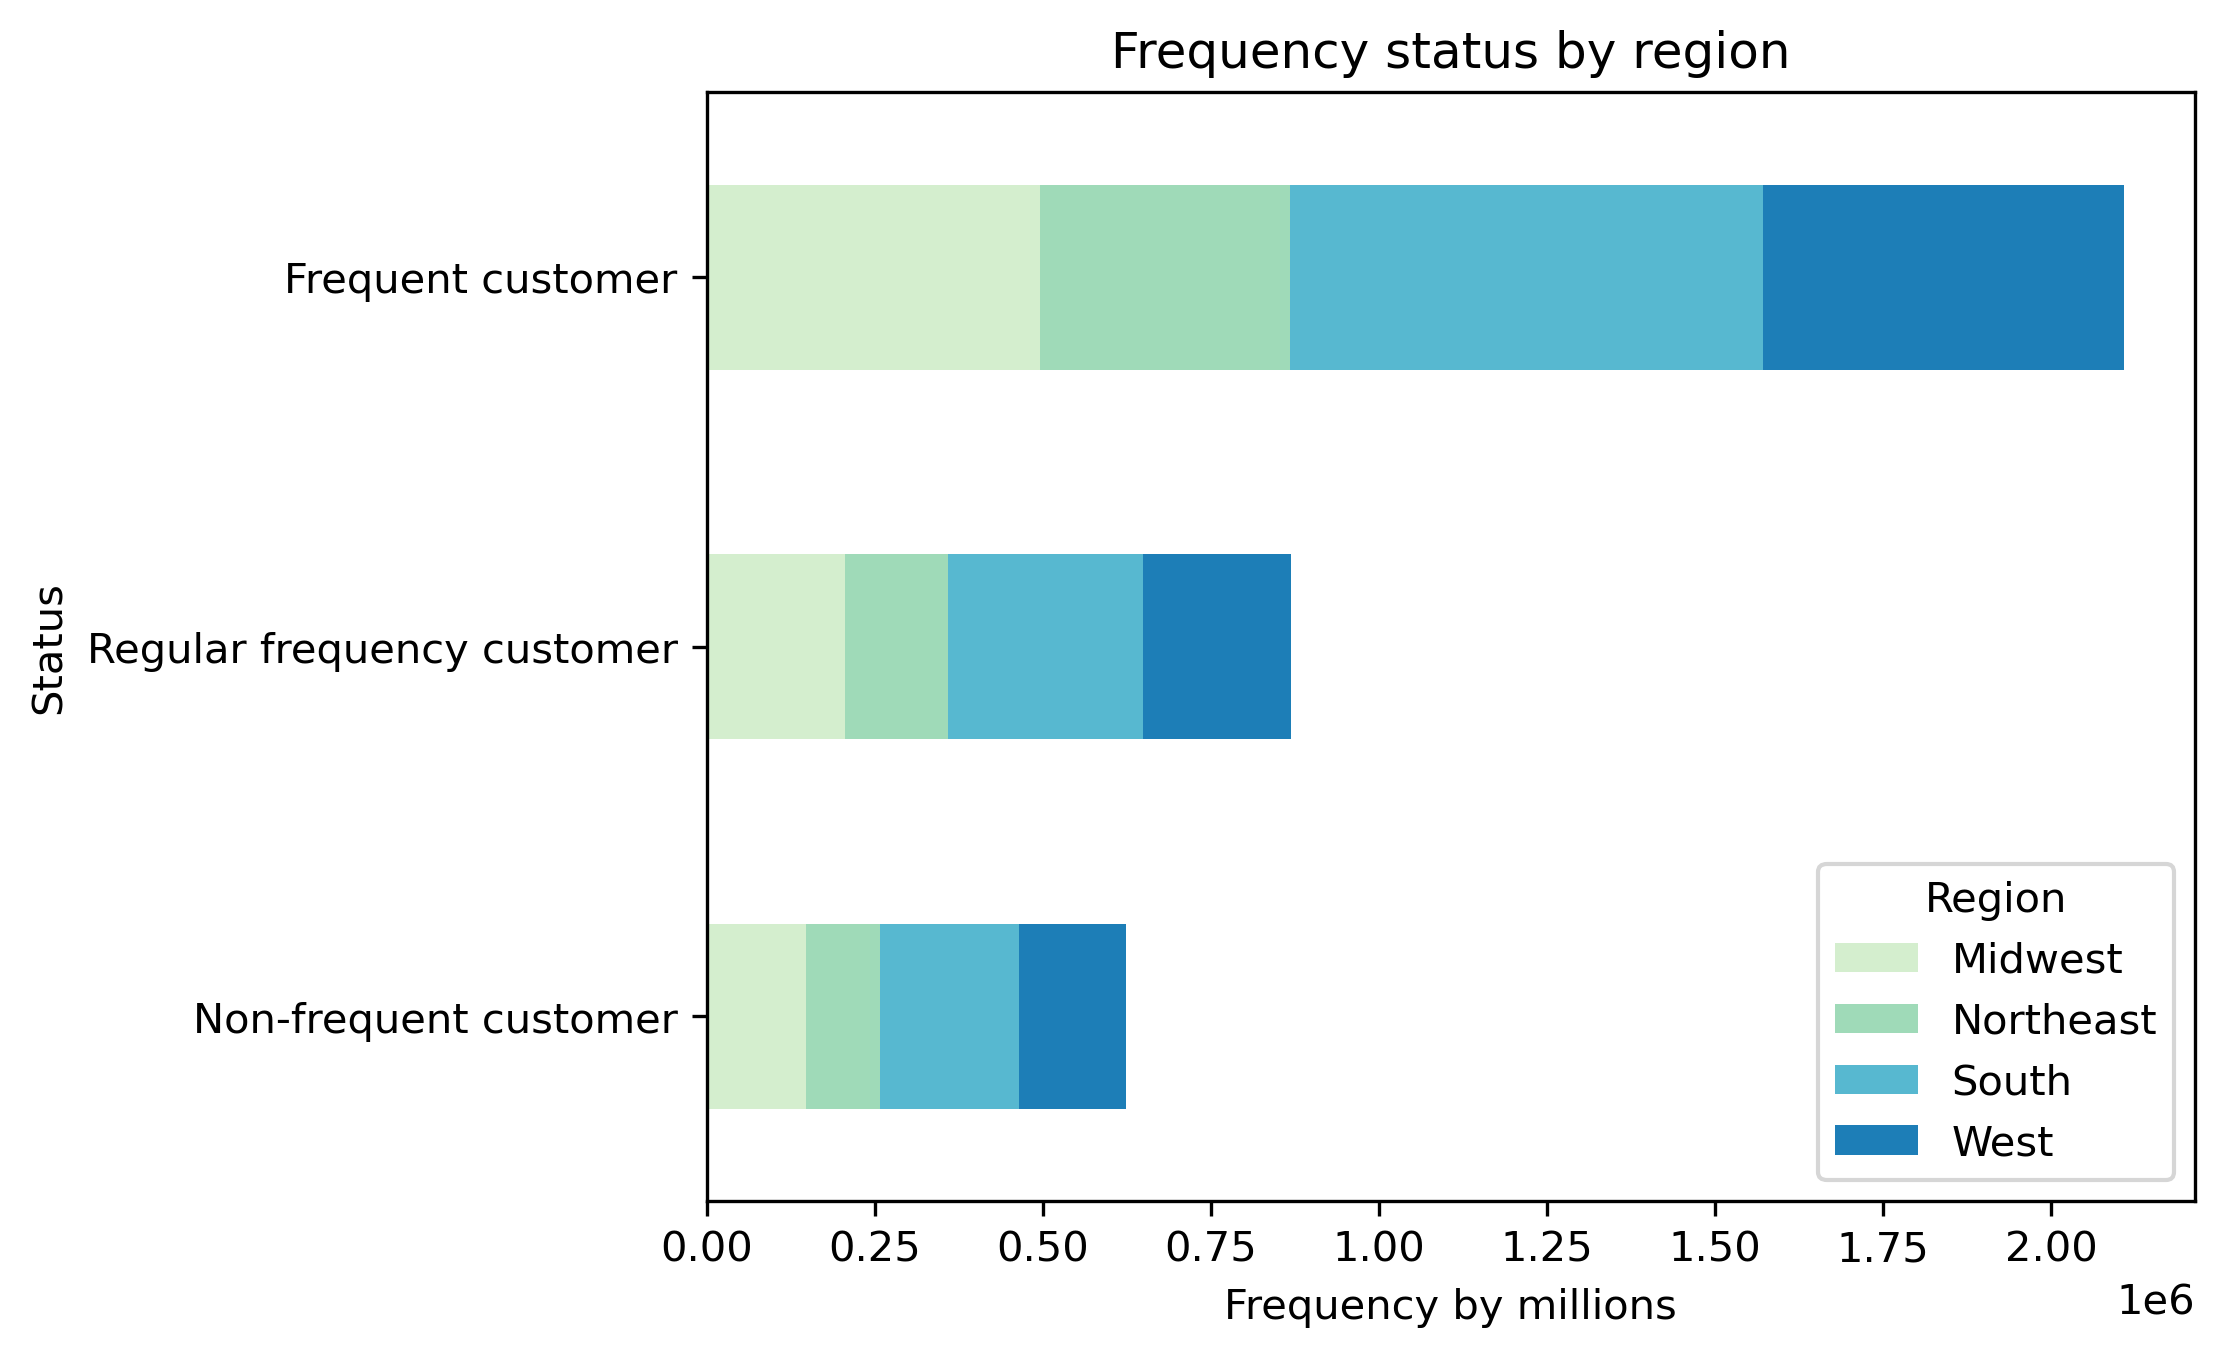 Frequency status by region
Frequent customer
Regular frequency customer
Non-frequent customer
Status
Region
Midwest
Northeast
South
West
0.00 0.25 0.50 0.75 1.00 1.25 1.50 1.75 2.00
1e6
Frequency by millions